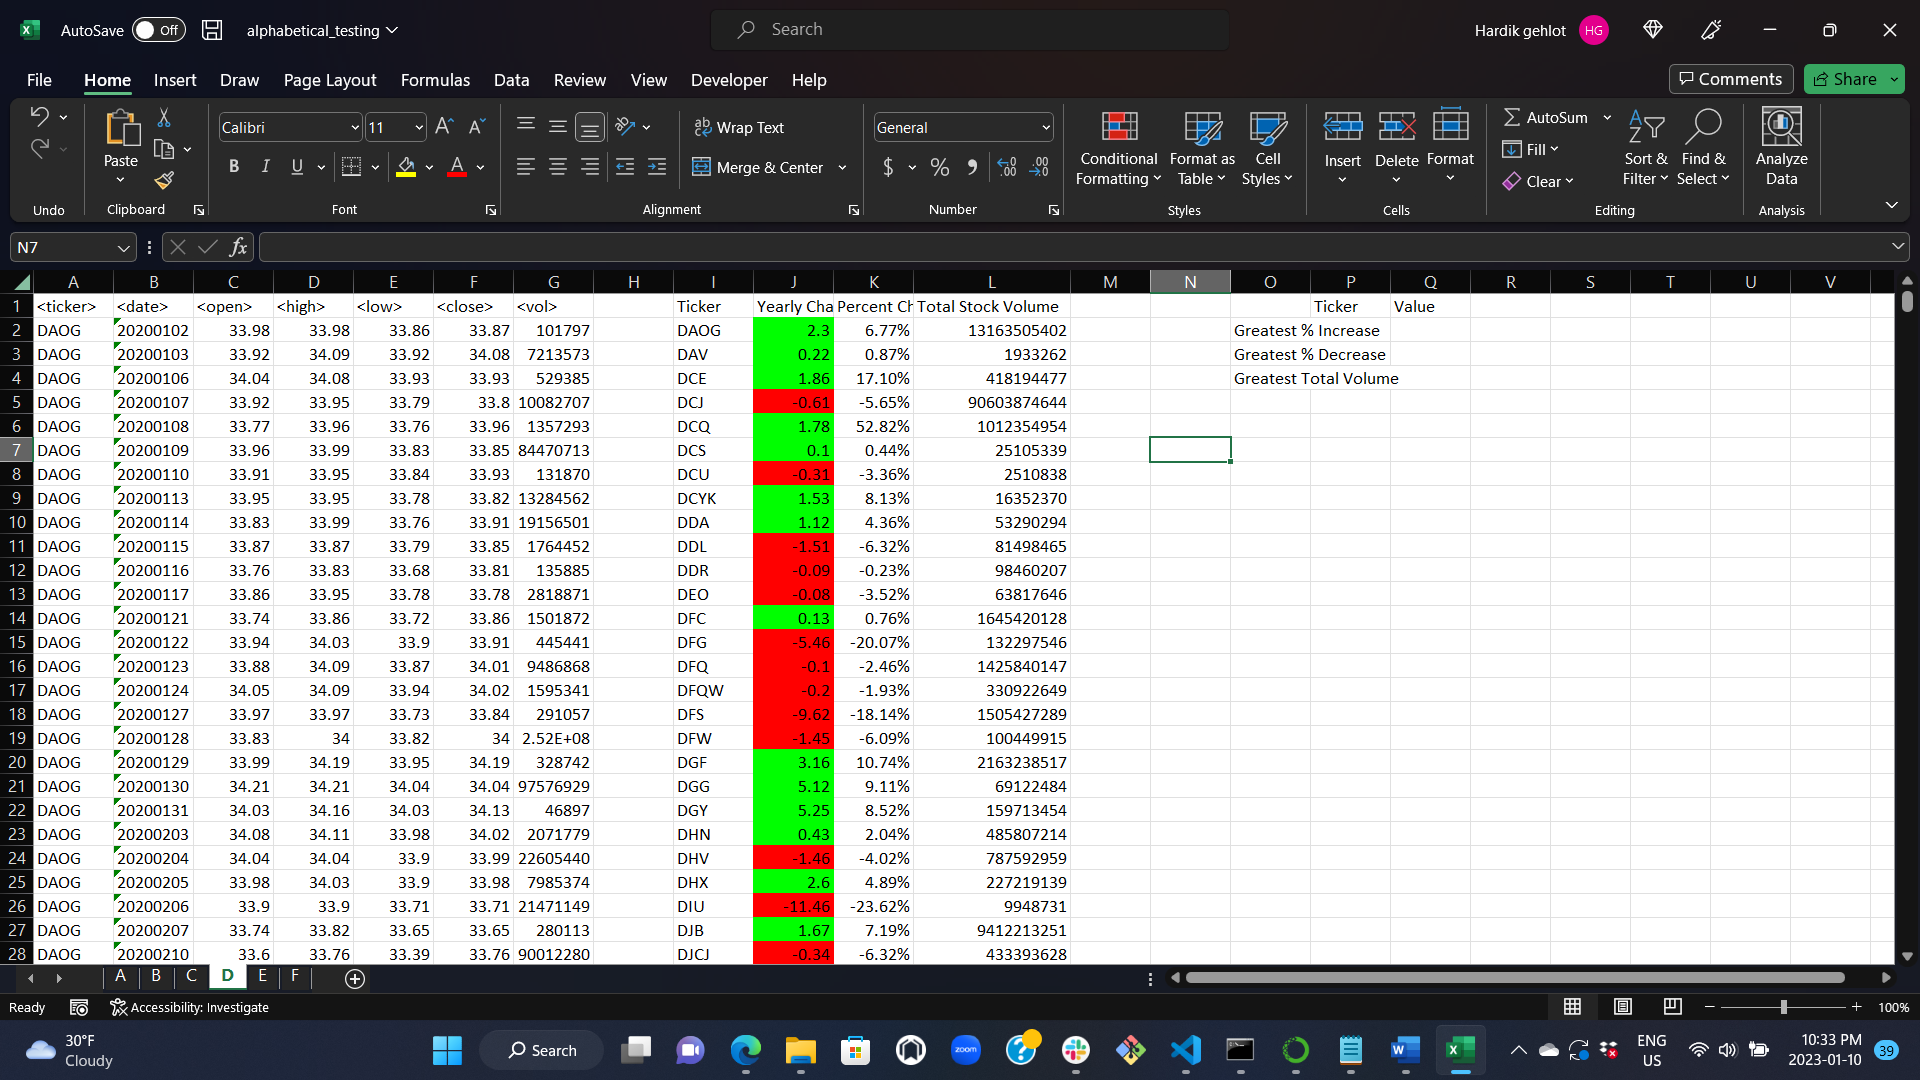 AutoSave Off alphabetical_testing Search Hardik gehlot HG
File Home Insert Draw Page Layout Formulas Data Review View Developer Help Comments Share
Paste Calibri 11 Wrap Text General Conditional Formatting Format as Table Cell Styles Insert Delete Format AutoSum Sort & Filter Find & Select Analyze Data
B I U A Merge & Center $ % Fill Clear
Undo Clipboard Font Alignment Number Styles Cells Editing Analysis
N7 fx
A B C D E F G H I J K L M N O P Q R S T U V
1 <ticker> <date> <open> <high> <low> <close> <vol> Ticker Yearly Cha Percent Ch Total Stock Volume Ticker Value
2 DAOG 20200102 33.98 33.98 33.86 33.87 101797 DAOG 2.3 6.77% 13163505402 Greatest % Increase
3 DAOG 20200103 33.92 34.09 33.92 34.08 7213573 DAV 0.22 0.87% 1933262 Greatest % Decrease
4 DAOG 20200106 34.04 34.08 33.93 33.93 529385 DCE 1.86 17.10% 418194477 Greatest Total Volume
5 DAOG 20200107 33.92 33.95 33.79 33.8 10082707 DCJ -0.61 -5.65% 90603874644
6 DAOG 20200108 33.77 33.96 33.76 33.96 1357293 DCQ 1.78 52.82% 1012354954
7 DAOG 20200109 33.96 33.99 33.83 33.85 84470713 DCS 0.1 0.44% 25105339
8 DAOG 20200110 33.91 33.95 33.84 33.93 131870 DCU -0.31 -3.36% 2510838
9 DAOG 20200113 33.95 33.95 33.78 33.82 13284562 DCYK 1.53 8.13% 16352370
10 DAOG 20200114 33.83 33.99 33.76 33.91 19156501 DDA 1.12 4.36% 53290294
11 DAOG 20200115 33.87 33.87 33.79 33.85 1764452 DDL -1.51 -6.32% 81498465
12 DAOG 20200116 33.76 33.83 33.68 33.81 135885 DDR -0.09 -0.23% 98460207
13 DAOG 20200117 33.86 33.95 33.78 33.78 2818871 DEO -0.08 -3.52% 63817646
14 DAOG 20200121 33.74 33.86 33.72 33.86 1501872 DFC 0.13 0.76% 1645420128
15 DAOG 20200122 33.94 34.03 33.9 33.91 445441 DFG -5.46 -20.07% 132297546
16 DAOG 20200123 33.88 34.09 33.87 34.01 9486868 DFQ -0.1 -2.46% 1425840147
17 DAOG 20200124 34.05 34.09 33.94 34.02 1595341 DFQW -0.2 -1.93% 330922649
18 DAOG 20200127 33.97 33.97 33.73 33.84 291057 DFS -9.62 -18.14% 1505427289
19 DAOG 20200128 33.83 34 33.82 34 2.52E+08 DFW -1.45 -6.09% 100449915
20 DAOG 20200129 33.99 34.19 33.95 34.19 328742 DGF 3.16 10.74% 2163238517
21 DAOG 20200130 34.21 34.21 34.04 34.04 97576929 DGG 5.12 9.11% 69122484
22 DAOG 20200131 34.03 34.16 34.03 34.13 46897 DGY 5.25 8.52% 159713454
23 DAOG 20200203 34.08 34.11 33.98 34.02 2071779 DHN 0.43 2.04% 485807214
24 DAOG 20200204 34.04 34.04 33.9 33.99 22605440 DHV -1.46 -4.02% 787592959
25 DAOG 20200205 33.98 34.03 33.9 33.98 7985374 DHX 2.6 4.89% 227219139
26 DAOG 20200206 33.9 33.9 33.71 33.71 21471149 DIU -11.46 -23.62% 9948731
27 DAOG 20200207 33.74 33.82 33.65 33.65 280113 DJB 1.67 7.19% 9412213251
28 DAOG 20200210 33.6 33.76 33.39 33.76 90012280 DJCJ -0.34 -6.32% 433393628
A B C D E F
Ready Accessibility: Investigate 100%
30°F
Cloudy Search zoom ENG
US 10:33 PM
2023-01-10 39